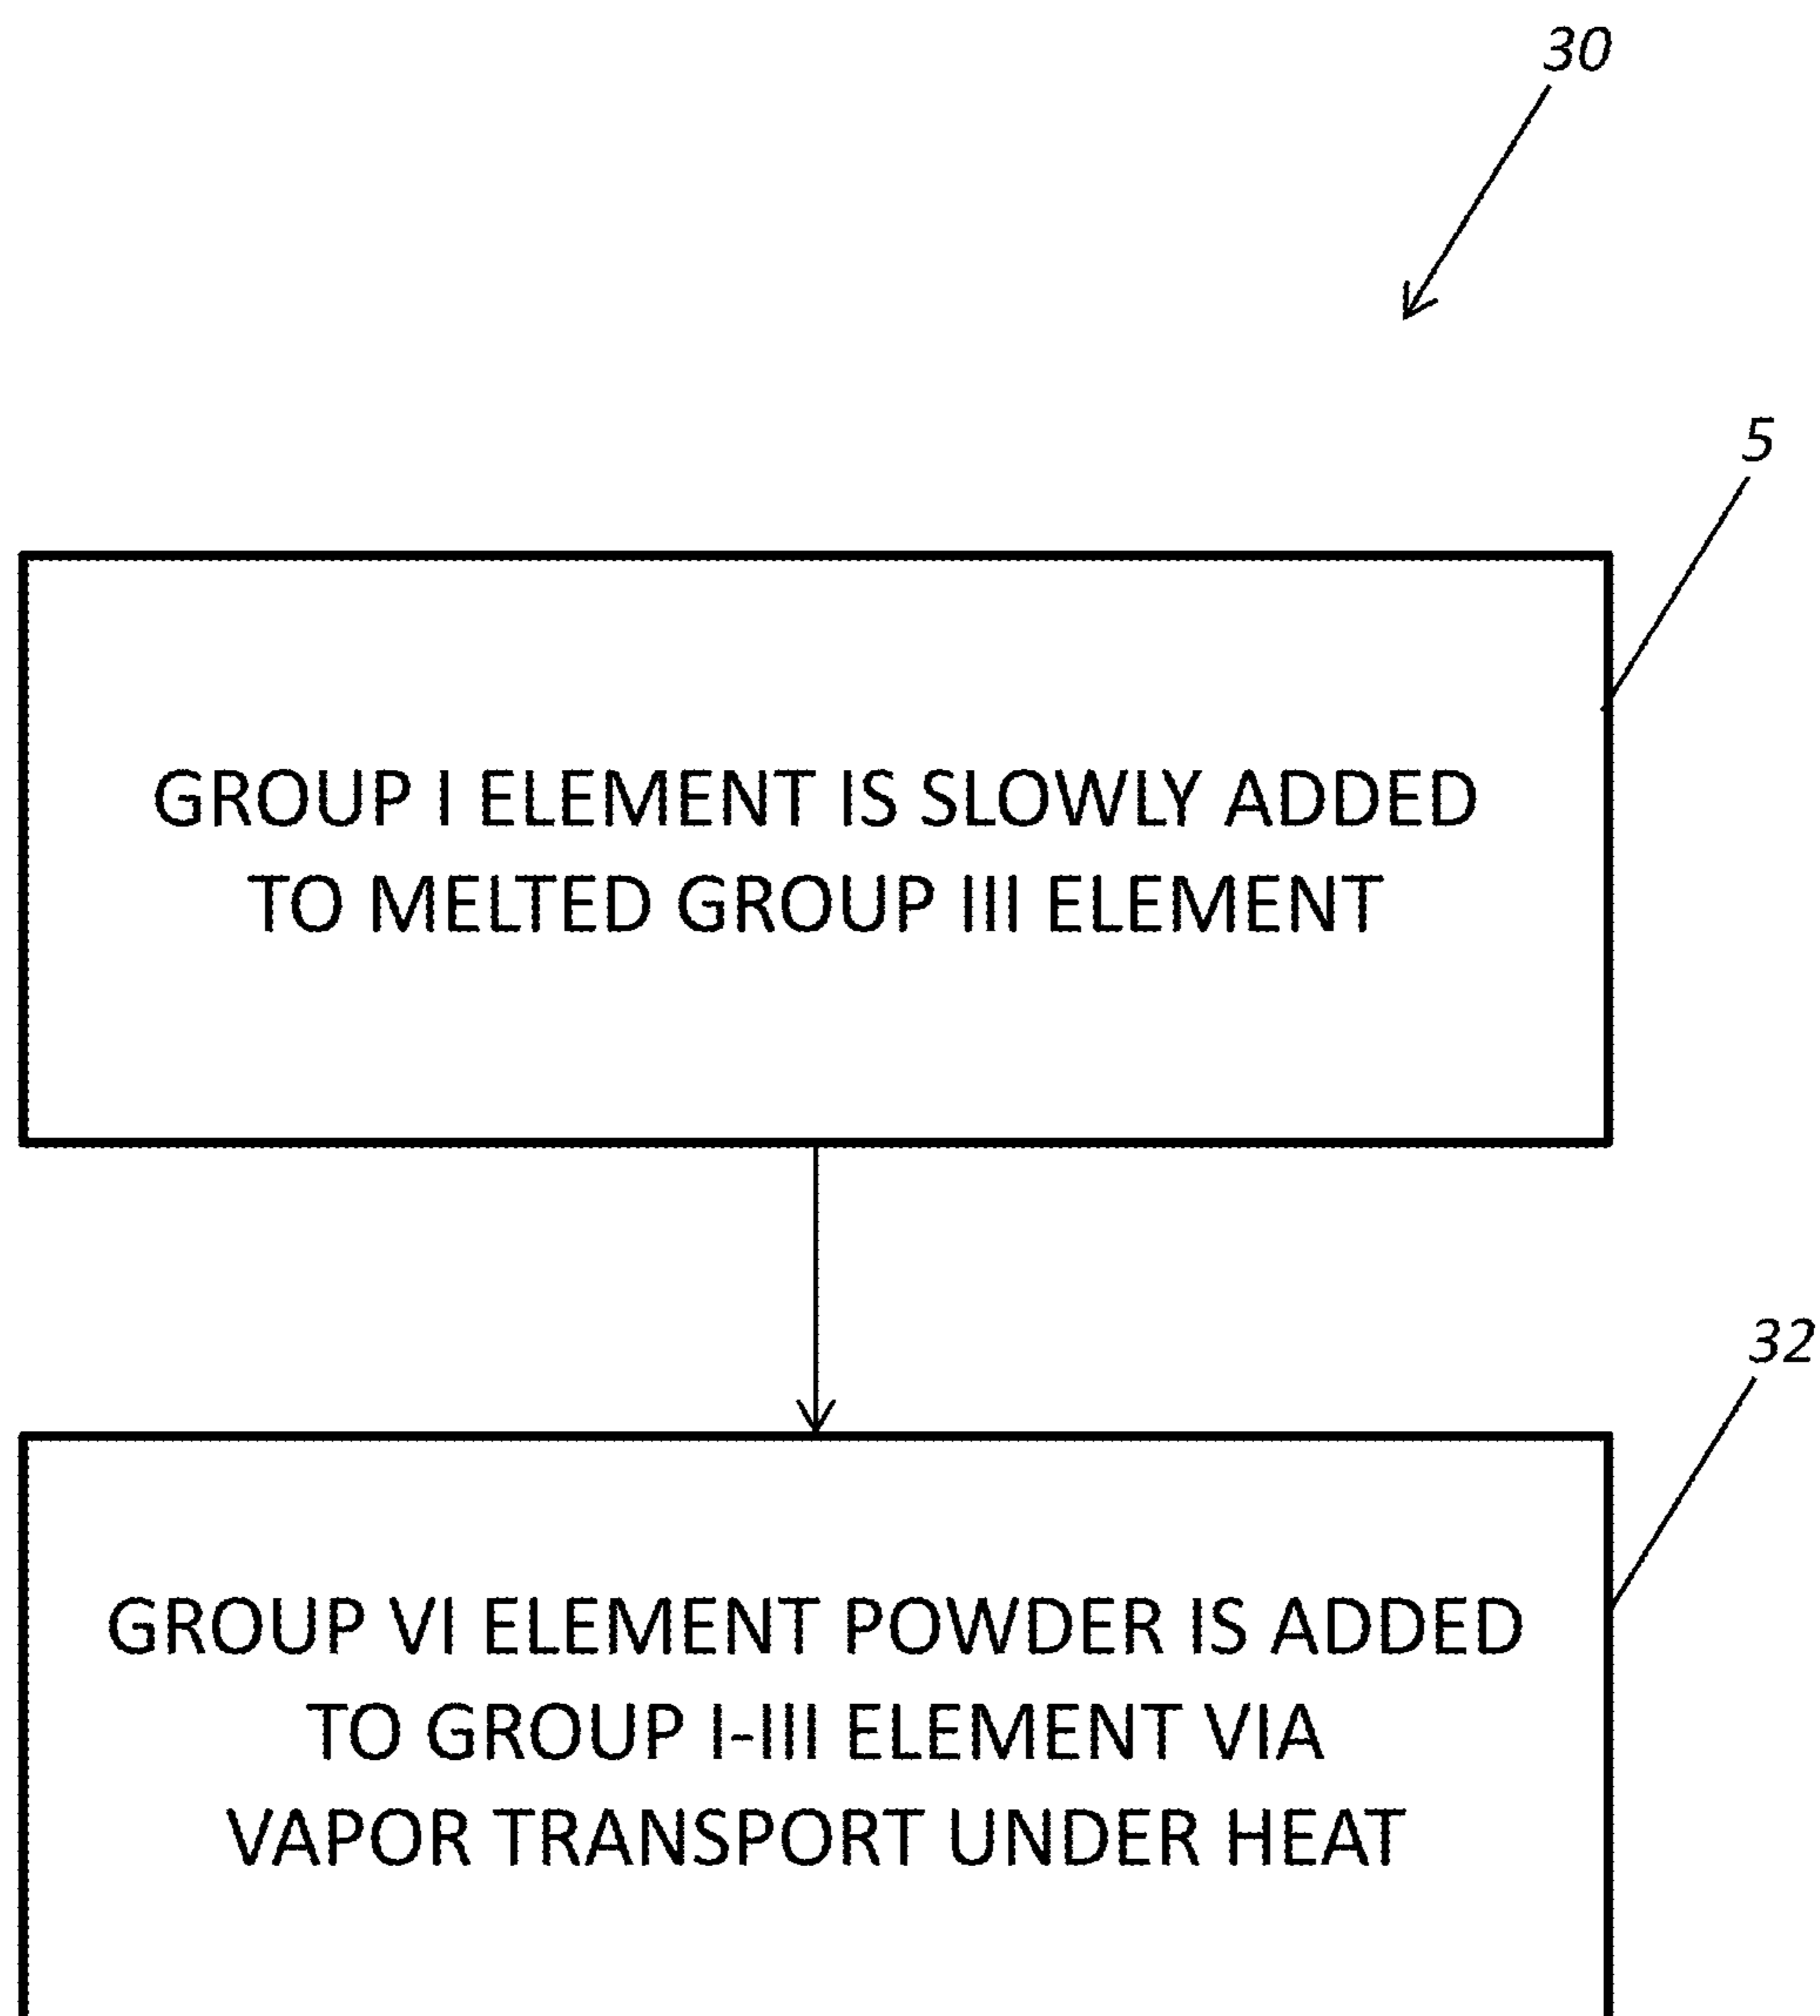 30
5
GROUP I ELEMENT IS SLOWLY ADDED
TO MELTED GROUP III ELEMENT
32
GROUP VI ELEMENT POWDER IS ADDED
TO GROUP I-III ELEMENT VIA
VAPOR TRANSPORT UNDER HEAT